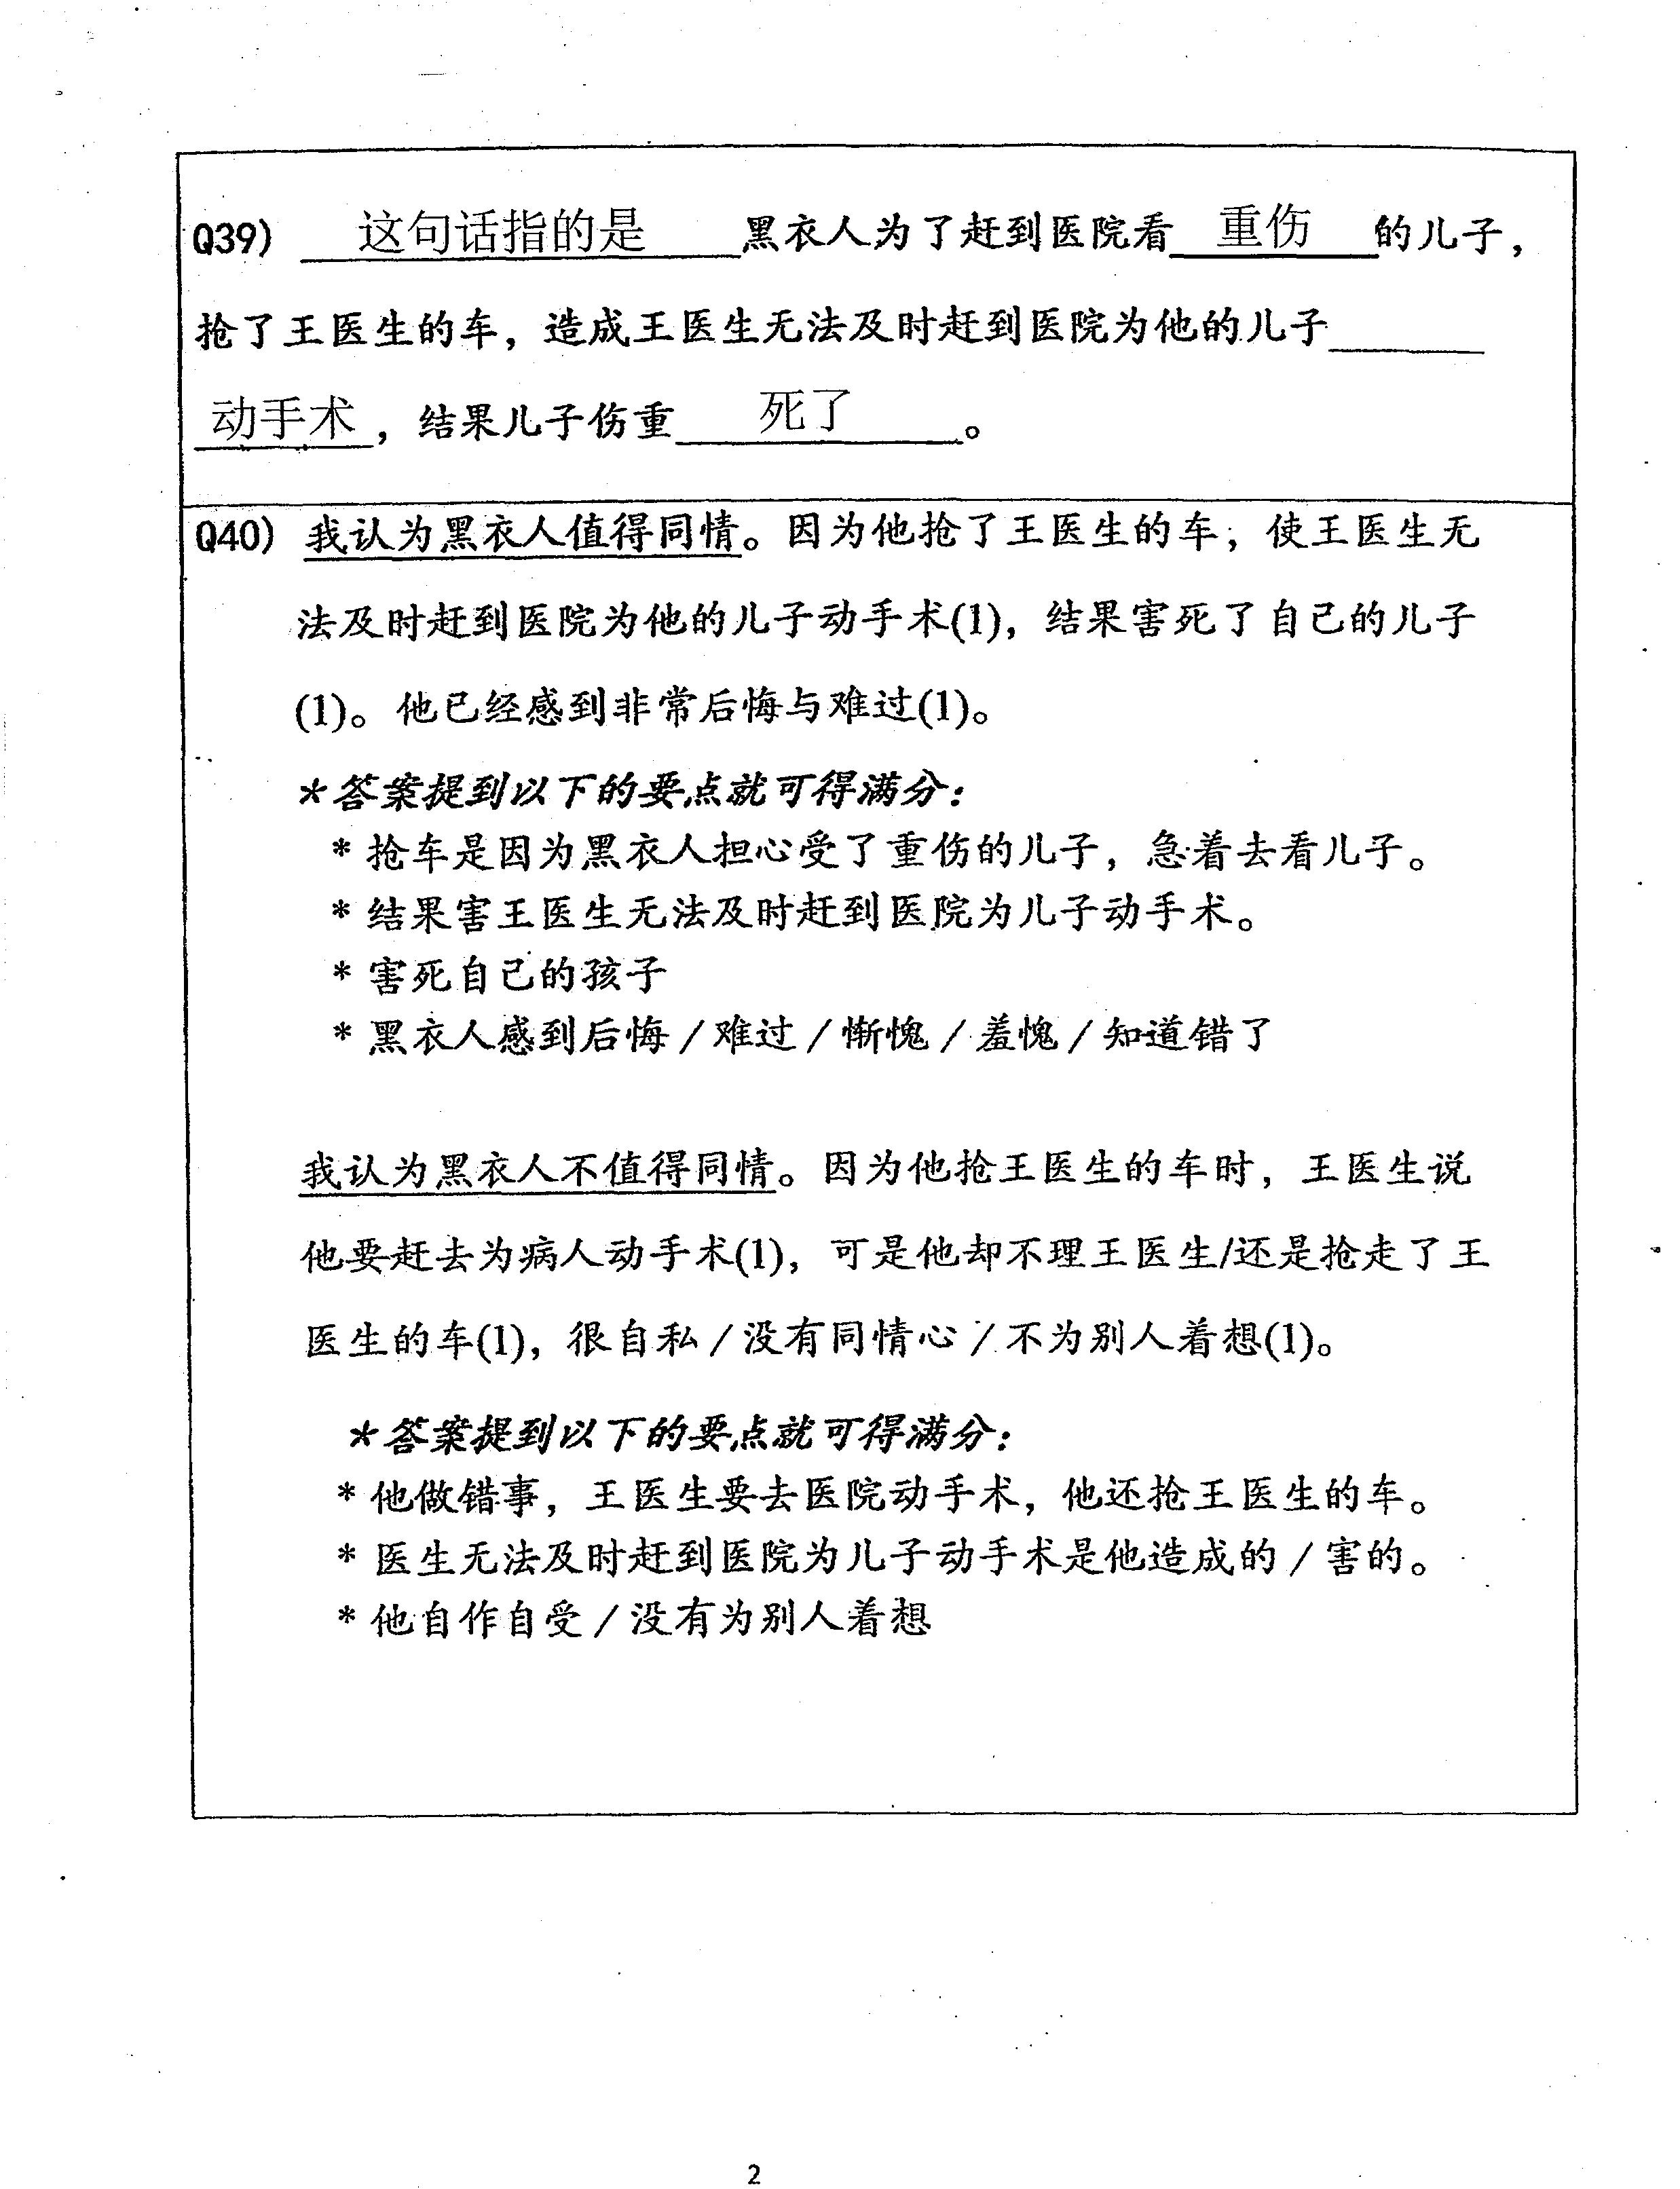 Q39) 这句话指的是黑衣人为了赶到医院看重伤的儿子，
抢了王医生的车，造成王医生无法及时赶到医院为他的儿子
动手术，结果儿子伤重死了。
Q40) 我认为黑衣人值得同情。因为他抢了王医生的车；使王医生无
法及时赶到医院为他的儿子动手术(1)，结果害死了自己的儿子
(1)。他已经感到非常后悔与难过(1)。
*答案提到以下的要点就可得满分：
* 抢车是因为黑衣人担心受了重伤的儿子，急着去看儿子。
* 结果害王医生无法及时赶到医院为儿子动手术。
* 害死自己的孩子
* 黑衣人感到后悔/难过/惭愧/羞愧/知道错了
我认为黑衣人不值得同情。因为他抢王医生的车时，王医生说
他要赶去为病人动手术(1)，可是他却不理王医生/还是抢走了王
医生的车(1)，很自私/没有同情心/不为别人着想(1)。
*答案提到以下的要点就可得满分：
* 他做错事，王医生要去医院动手术，他还抢王医生的车。
* 医生无法及时赶到医院为儿子动手术是他造成的/害的。
* 他自作自受/没有为别人着想
2